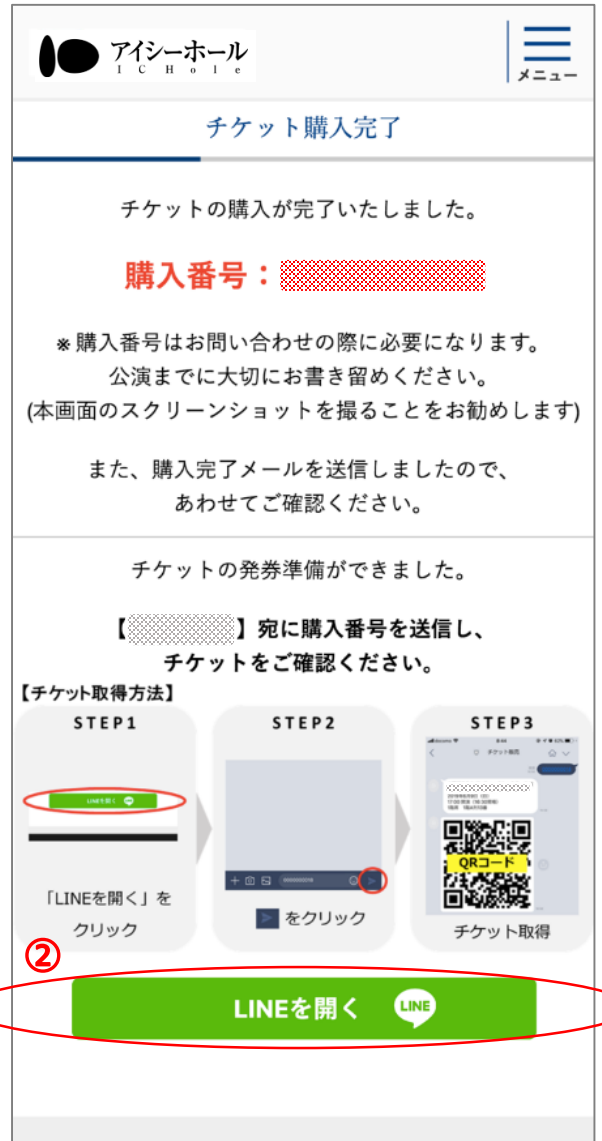 アイシーホール
ICHole
メニュー
チケット購入完了
チケットの購入が完了いたしました。
購入番号：
※購入番号はお問い合わせの際に必要になります。
公演までに大切にお書き留めください。
(本画面のスクリーンショットを撮ることをお勧めします)
また、購入完了メールを送信しましたので、
あわせてご確認ください。
チケットの発券準備ができました。
【 】宛に購入番号を送信し、
チケットをご確認ください。
【チケット取得方法】
STEP1
LINEを開く
「LINEを開く」を
クリック
STEP2
をクリック
STEP3
QRコード
チケット取得
②
LINEを開く
LINE